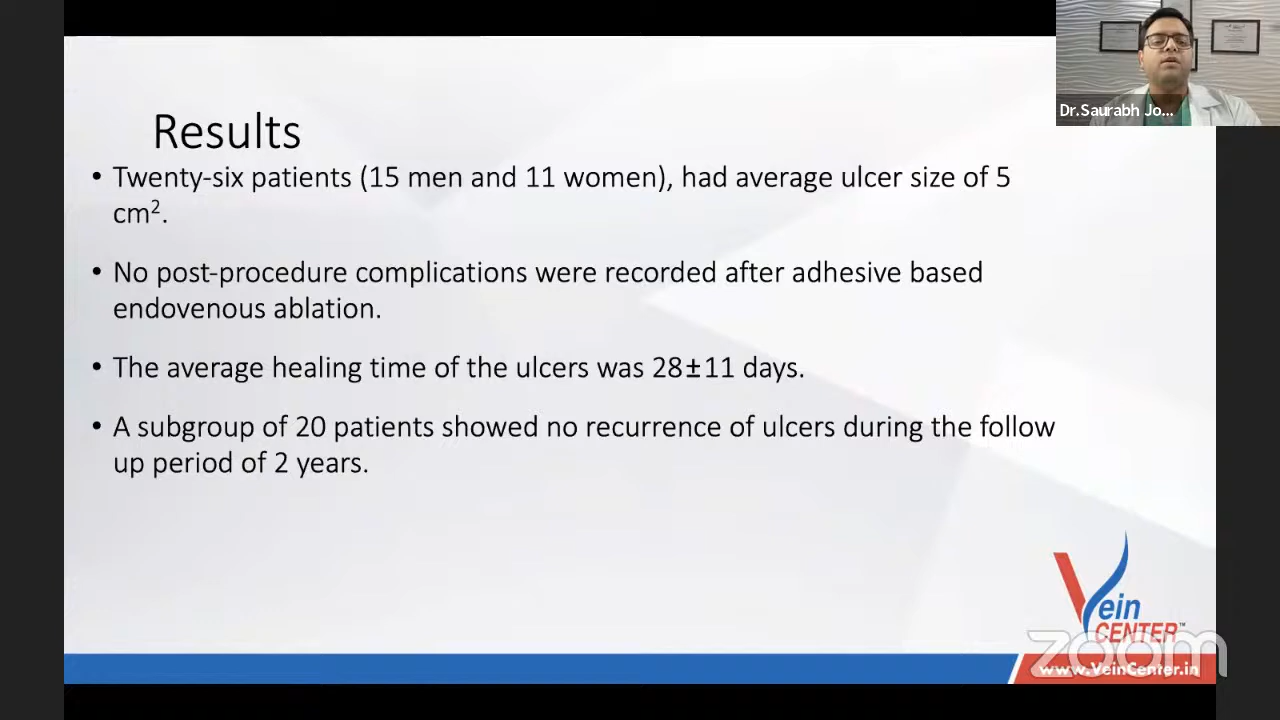 Dr.Saurabh Jo...
Results
• Twenty-six patients (15 men and 11 women), had average ulcer size of 5
cm².
• No post-procedure complications were recorded after adhesive based
endovenous ablation.
• The average healing time of the ulcers was 28±11 days.
• A subgroup of 20 patients showed no recurrence of ulcers during the follow
up period of 2 years.
Vein
CENTER™
zoom
www.VeinCenter.in